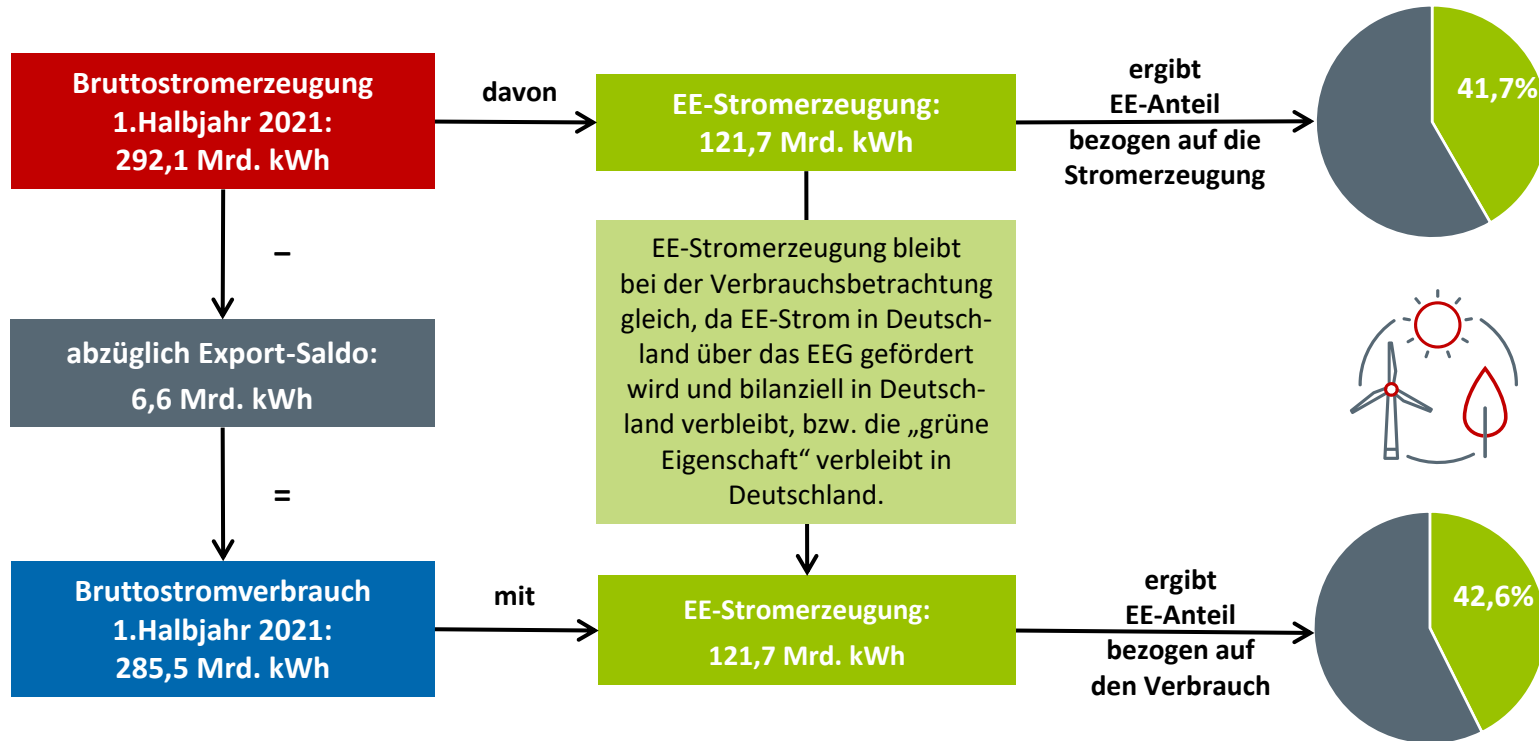 Bruttostromerzeugung
1.Halbjahr 2021:
292,1 Mrd. kWh
davon
EE-Stromerzeugung:
121,7 Mrd. kWh
ergibt
EE-Anteil
bezogen auf die
Stromerzeugung
41,7%
–
abzüglich Export-Saldo:
6,6 Mrd. kWh
=
EE-Stromerzeugung bleibt
bei der Verbrauchsbetrachtung
gleich, da EE-Strom in Deutsch-
land über das EEG gefördert
wird und bilanziell in Deutsch-
land verbleibt, bzw. die „grüne
Eigenschaft“ verbleibt in
Deutschland.
Bruttostromverbrauch
1.Halbjahr 2021:
285,5 Mrd. kWh
mit
EE-Stromerzeugung:
121,7 Mrd. kWh
ergibt
EE-Anteil
bezogen auf
den Verbrauch
42,6%